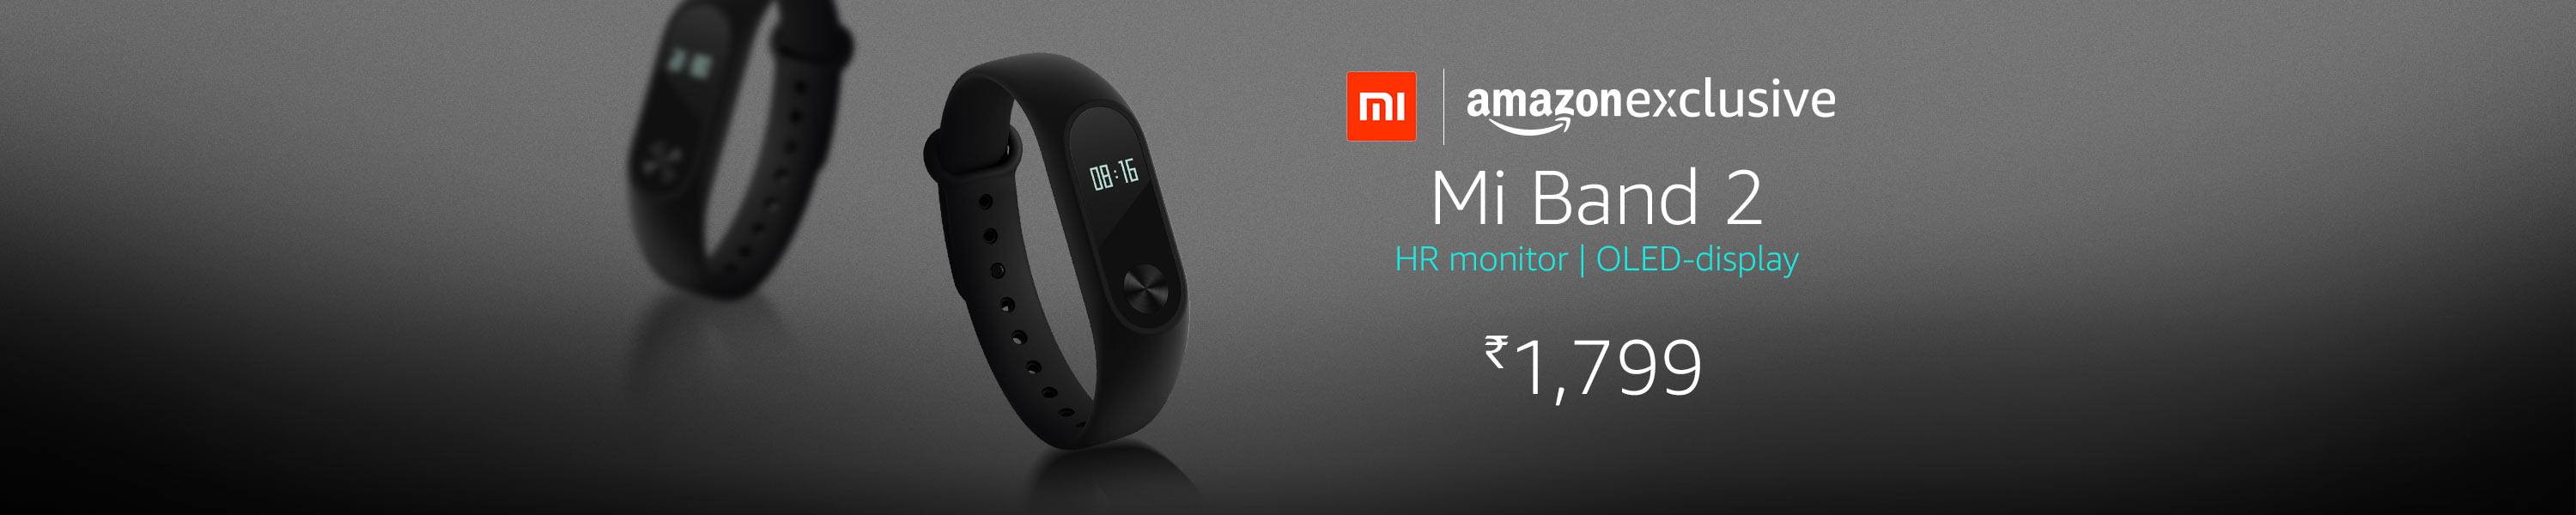 08:16
mi
amazonexclusive
Mi Band 2
HR monitor | OLED-display
₹1,799